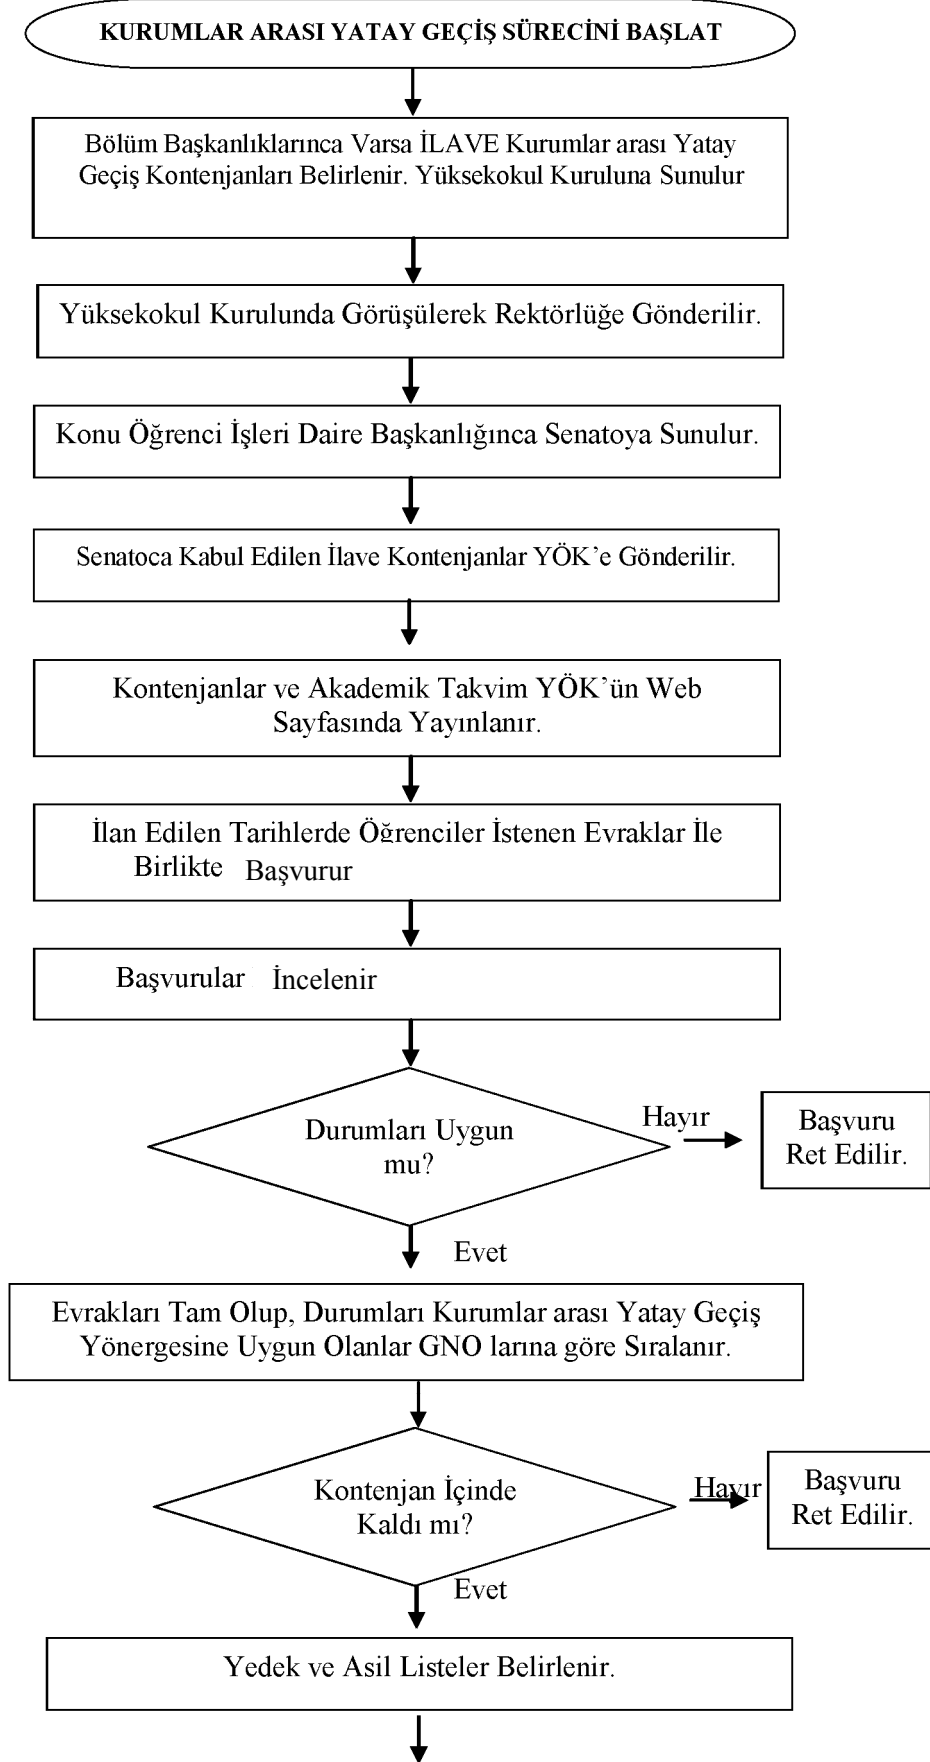 KURUMLAR ARASI YATAY GEÇİŞ SÜRECİNİ BAŞLAT
Bölüm Başkanlıklarınca Varsa İLAVE Kurumlar arası Yatay
Geçiş Kontenjanları Belirlenir. Yüksekokul Kuruluna Sunulur
Yüksekokul Kurulunda Görüşülerek Rektörlüğe Gönderilir.
Konu Öğrenci İşleri Daire Başkanlığınca Senatoya Sunulur.
Senatoca Kabul Edilen İlave Kontenjanlar YÖK’e Gönderilir.
Kontenjanlar ve Akademik Takvim YÖK’ün Web
Sayfasında Yayınlanır.
İlan Edilen Tarihlerde Öğrenciler İstenen Evraklar İle
Birlikte Başvurur
Başvurular İncelenir
Durumları Uygun
mu?
Hayır
Başvuru
Ret Edilir.
Evet
Evrakları Tam Olup, Durumları Kurumlar arası Yatay Geçiş
Yönergesine Uygun Olanlar GNO larına göre Sıralanır.
Kontenjan İçinde
Kaldı mı?
Hayır
Başvuru
Ret Edilir.
Evet
Yedek ve Asil Listeler Belirlenir.